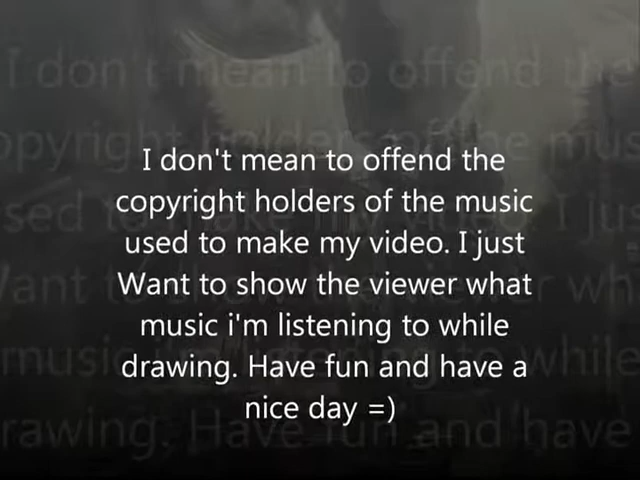 I don't mean to offend the
copyright holders of the music
used to make my video. I just
Want to show the viewer what
music i'm listening to while
drawing. Have fun and have a
nice day =)